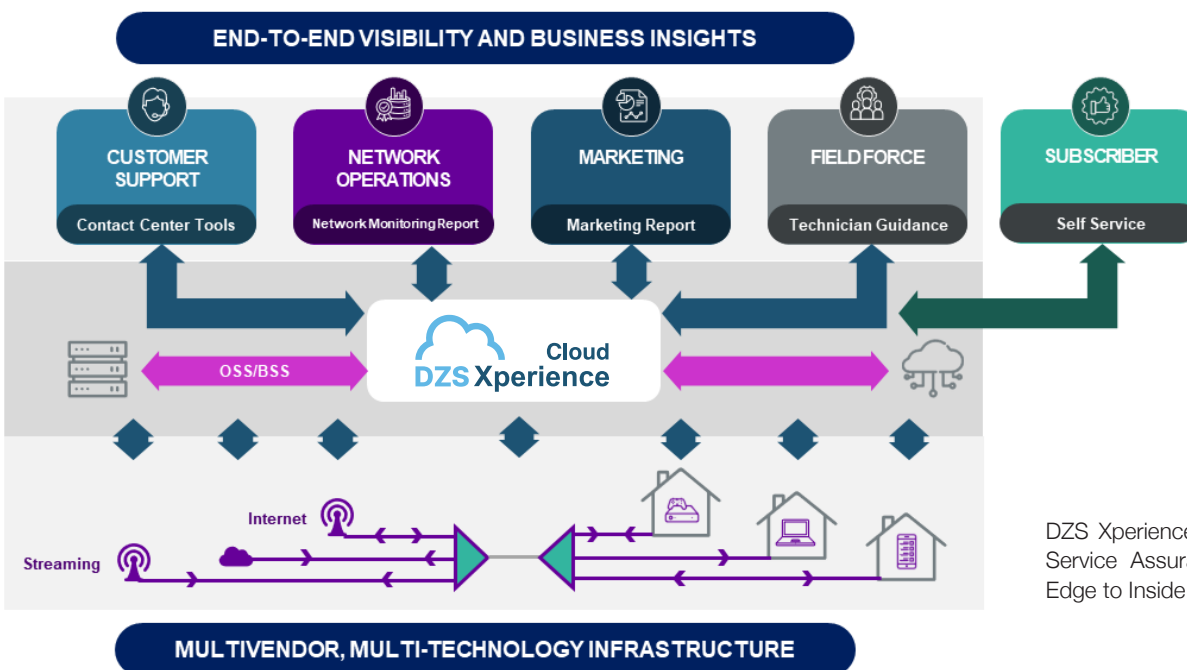 END-TO-END VISIBILITY AND BUSINESS INSIGHTS
CUSTOMER
SUPPORT
Contact Center Tools
NETWORK
OPERATIONS
Network Monitoring Report
MARKETING
Marketing Report
FIELD FORCE
Technician Guidance
SUBSCRIBER
Self Service
OSS/BSS
Cloud
DZS Xperience
Internet
Streaming
DZS Xperience
Service Assura
Edge to Inside
MULTIVENDOR, MULTI-TECHNOLOGY INFRASTRUCTURE